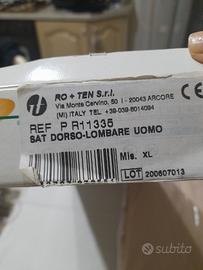 RO + TEN S.r.l.
Via Monte Cervino, 50 I - 20043 ARCORE
(MI) ITALY TEL +39-039-6014094
CE
REF P R11335
SAT DORSO-LOMBARE UOMO
Mis. XL
LOT 200607013
subito